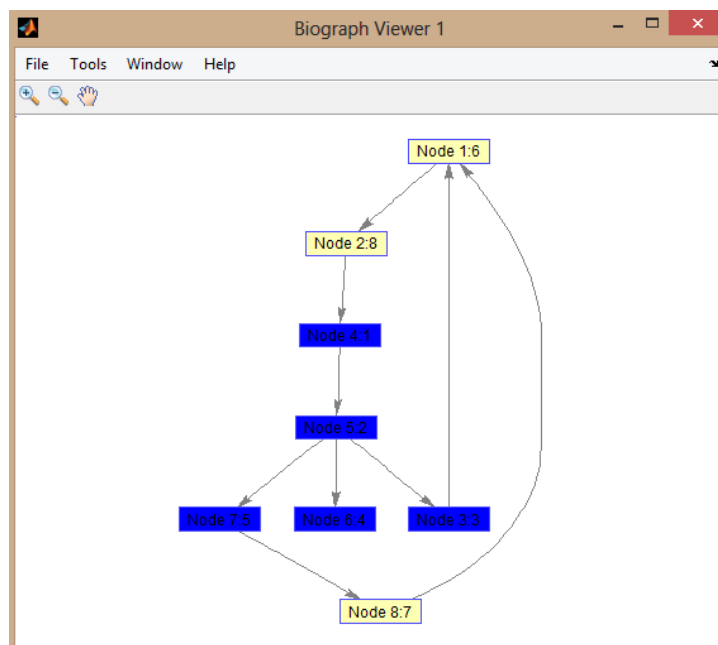 Biograph Viewer 1
File Tools Window Help
Node 1:6
Node 2:8
Node 4:1
Node 5:2
Node 7:5 Node 6:4 Node 3:3
Node 8:7